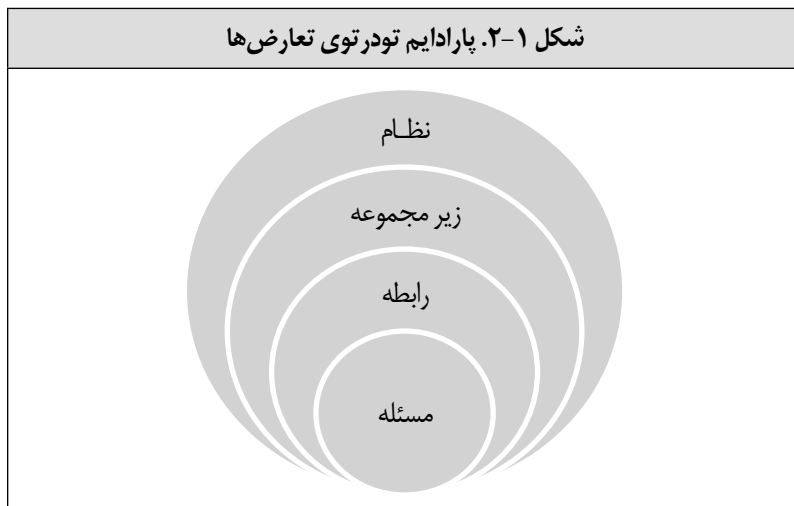 شکل ۱-۲. پارادایم تودرتوی تعارض‌ها
نظـام
زیر مجموعه
رابطه
مسئله